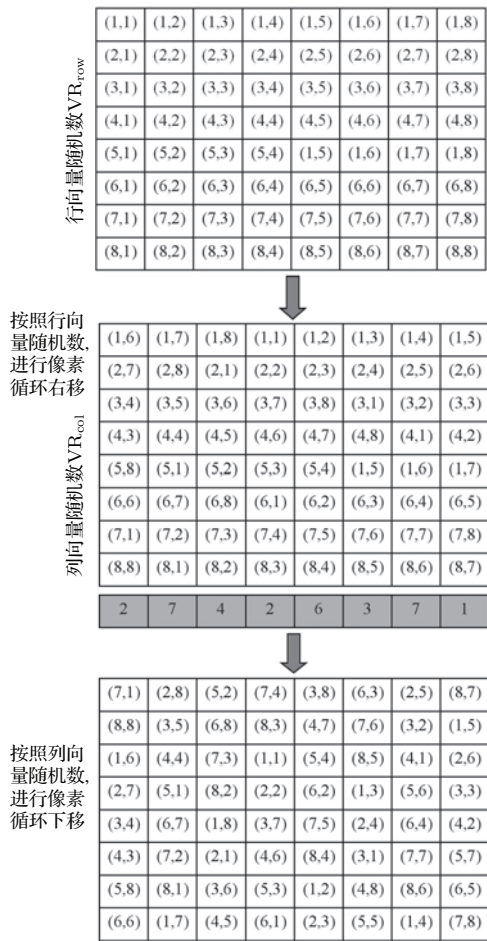 行向量随机数VRrow
(1,1) (1,2) (1,3) (1,4) (1,5) (1,6) (1,7) (1,8)
(2,1) (2,2) (2,3) (2,4) (2,5) (2,6) (2,7) (2,8)
(3,1) (3,2) (3,3) (3,4) (3,5) (3,6) (3,7) (3,8)
(4,1) (4,2) (4,3) (4,4) (4,5) (4,6) (4,7) (4,8)
(5,1) (5,2) (5,3) (5,4) (1,5) (1,6) (1,7) (1,8)
(6,1) (6,2) (6,3) (6,4) (6,5) (6,6) (6,7) (6,8)
(7,1) (7,2) (7,3) (7,4) (7,5) (7,6) (7,7) (7,8)
(8,1) (8,2) (8,3) (8,4) (8,5) (8,6) (8,7) (8,8)
按照行向
量随机数,
进行像素
循环右移
列向量随机数VRcol
(1,6) (1,7) (1,8) (1,1) (1,2) (1,3) (1,4) (1,5)
(2,7) (2,8) (2,1) (2,2) (2,3) (2,4) (2,5) (2,6)
(3,4) (3,5) (3,6) (3,7) (3,8) (3,1) (3,2) (3,3)
(4,3) (4,4) (4,5) (4,6) (4,7) (4,8) (4,1) (4,2)
(5,8) (5,1) (5,2) (5,3) (5,4) (1,5) (1,6) (1,7)
(6,6) (6,7) (6,8) (6,1) (6,2) (6,3) (6,4) (6,5)
(7,1) (7,2) (7,3) (7,4) (7,5) (7,6) (7,7) (7,8)
(8,8) (8,1) (8,2) (8,3) (8,4) (8,5) (8,6) (8,7)
2 7 4 2 6 3 7 1
按照列向
量随机数,
进行像素
循环下移
(7,1) (2,8) (5,2) (7,4) (3,8) (6,3) (2,5) (8,7)
(8,8) (3,5) (6,8) (8,3) (4,7) (7,6) (3,2) (1,5)
(1,6) (4,4) (7,3) (1,1) (5,4) (8,5) (4,1) (2,6)
(2,7) (5,1) (8,2) (2,2) (6,2) (1,3) (5,6) (3,3)
(3,4) (6,7) (1,8) (3,7) (7,5) (2,4) (6,4) (4,2)
(4,3) (7,2) (2,1) (4,6) (8,4) (3,1) (7,7) (5,7)
(5,8) (8,1) (3,6) (5,3) (1,2) (4,8) (8,6) (6,5)
(6,6) (1,7) (4,5) (6,1) (2,3) (5,5) (1,4) (7,8)